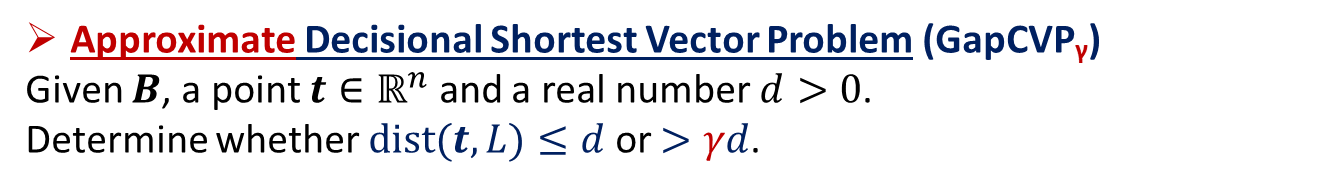 ➤ Approximate Decisional Shortest Vector Problem (GapCVPγ)
Given B, a point t ∈ ℝⁿ and a real number d > 0.
Determine whether dist(t, L) ≤ d or > γd.